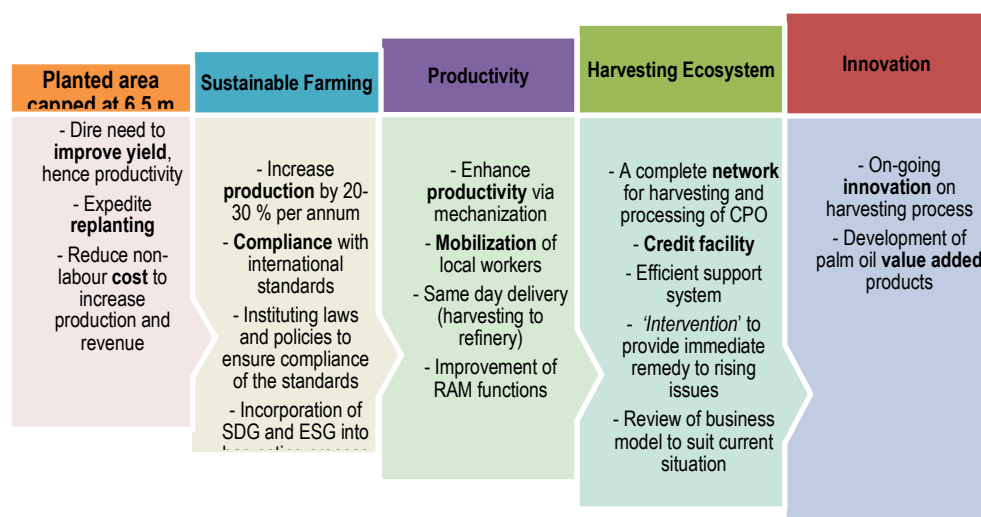 Planted area
capped at 6.5 m
- Dire need to
improve yield,
hence productivity
- Expedite
replanting
- Reduce non-
labour cost to
increase
production and
revenue
Sustainable Farming
- Increase
production by 20-
30 % per annum
- Compliance with
international
standards
- Instituting laws
and policies to
ensure compliance
of the standards
- Incorporation of
SDG and ESG into
harvesting process
Productivity
- Enhance
productivity via
mechanization
- Mobilization of
local workers
- Same day delivery
(harvesting to
refinery)
- Improvement of
RAM functions
Harvesting Ecosystem
- A complete network
for harvesting and
processing of CPO
- Credit facility
- Efficient support
system
- ‘Intervention’ to
provide immediate
remedy to rising
issues
- Review of business
model to suit current
situation
Innovation
- On-going
innovation on
harvesting process
- Development of
palm oil value added
products